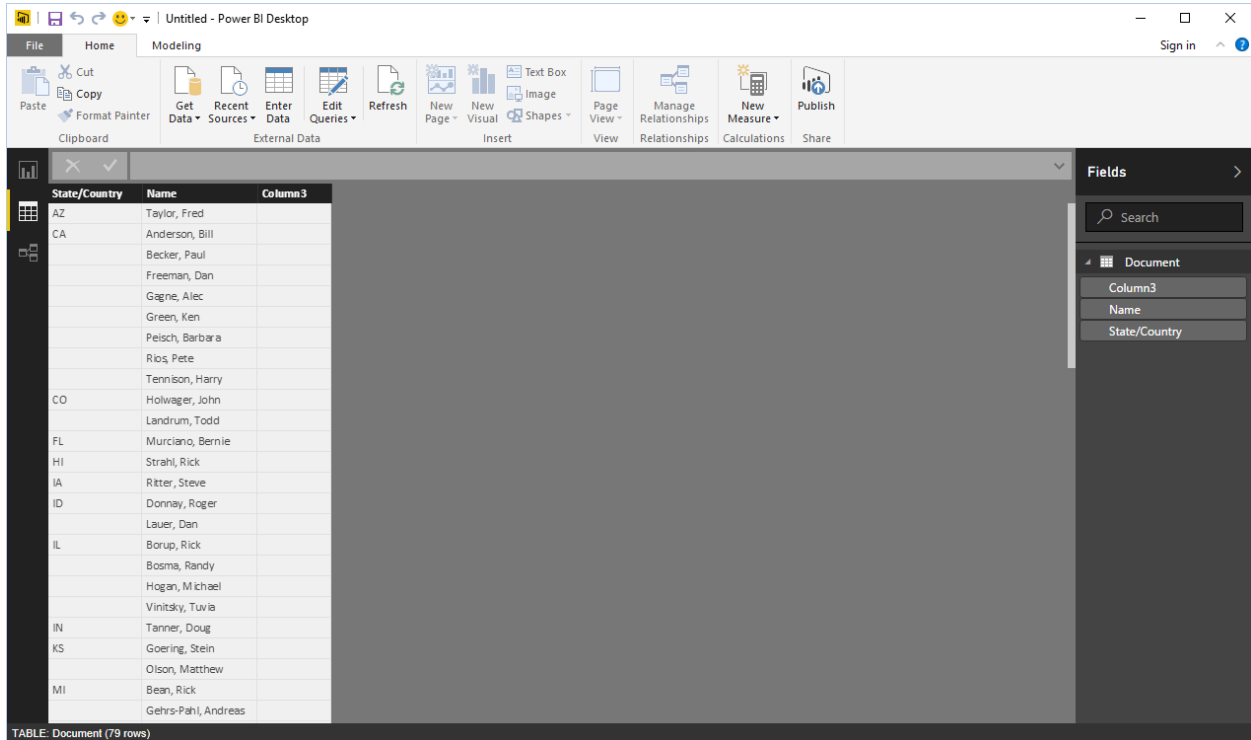 Untitled - Power BI Desktop
File Home Modeling Sign in
Paste
Cut
Copy
Format Painter
Clipboard
Get Data
Recent Sources
Enter Data
Edit Queries
Refresh
External Data
New Page
New Visual
Text Box
Image
Shapes
Insert
Page View
View
Manage Relationships
Relationships
New Measure
Calculations
Publish
Share
Fields
Search
Document
Column3
Name
State/Country
State/Country Name Column3
AZ Taylor, Fred
CA Anderson, Bill
Becker, Paul
Freeman, Dan
Gagne, Alec
Green, Ken
Peisch, Barbara
Rios, Pete
Tennison, Harry
CO Holwager, John
Landrum, Todd
FL Murciano, Bernie
HI Strahl, Rick
IA Ritter, Steve
ID Donnay, Roger
Lauer, Dan
IL Borup, Rick
Bosma, Randy
Hogan, Michael
Vinitsky, Tuvia
IN Tanner, Doug
KS Goering, Stein
Olson, Matthew
MI Bean, Rick
Gehrs-Pahl, Andreas
TABLE: Document (79 rows)